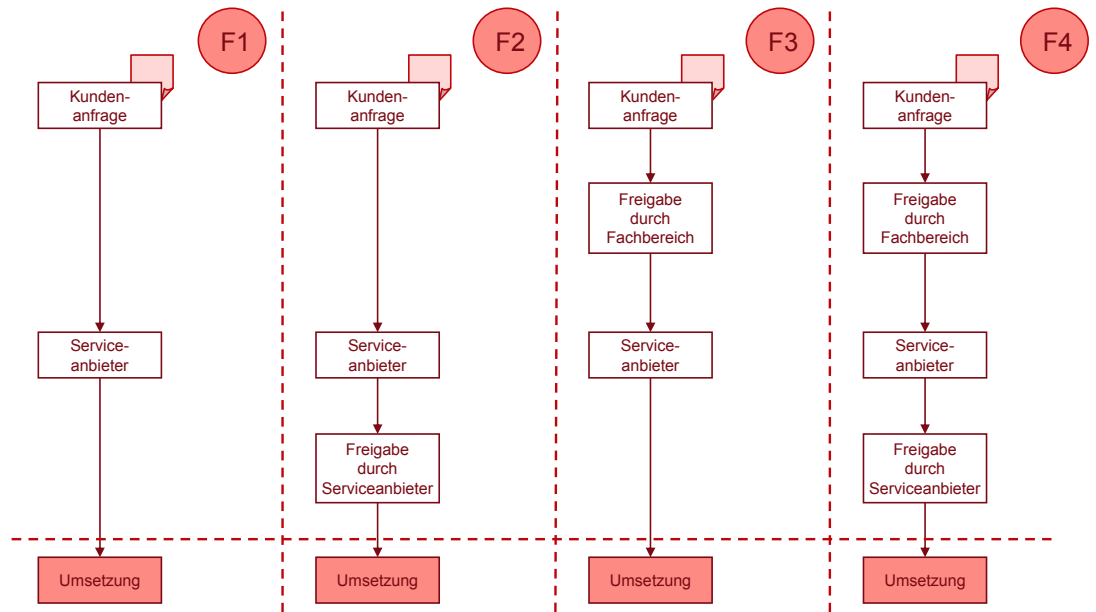 F1
Kunden-
anfrage
Service-
anbieter
Umsetzung
F2
Kunden-
anfrage
Service-
anbieter
Freigabe
durch
Serviceanbieter
Umsetzung
F3
Kunden-
anfrage
Freigabe
durch
Fachbereich
Service-
anbieter
Umsetzung
F4
Kunden-
anfrage
Freigabe
durch
Fachbereich
Service-
anbieter
Freigabe
durch
Serviceanbieter
Umsetzung